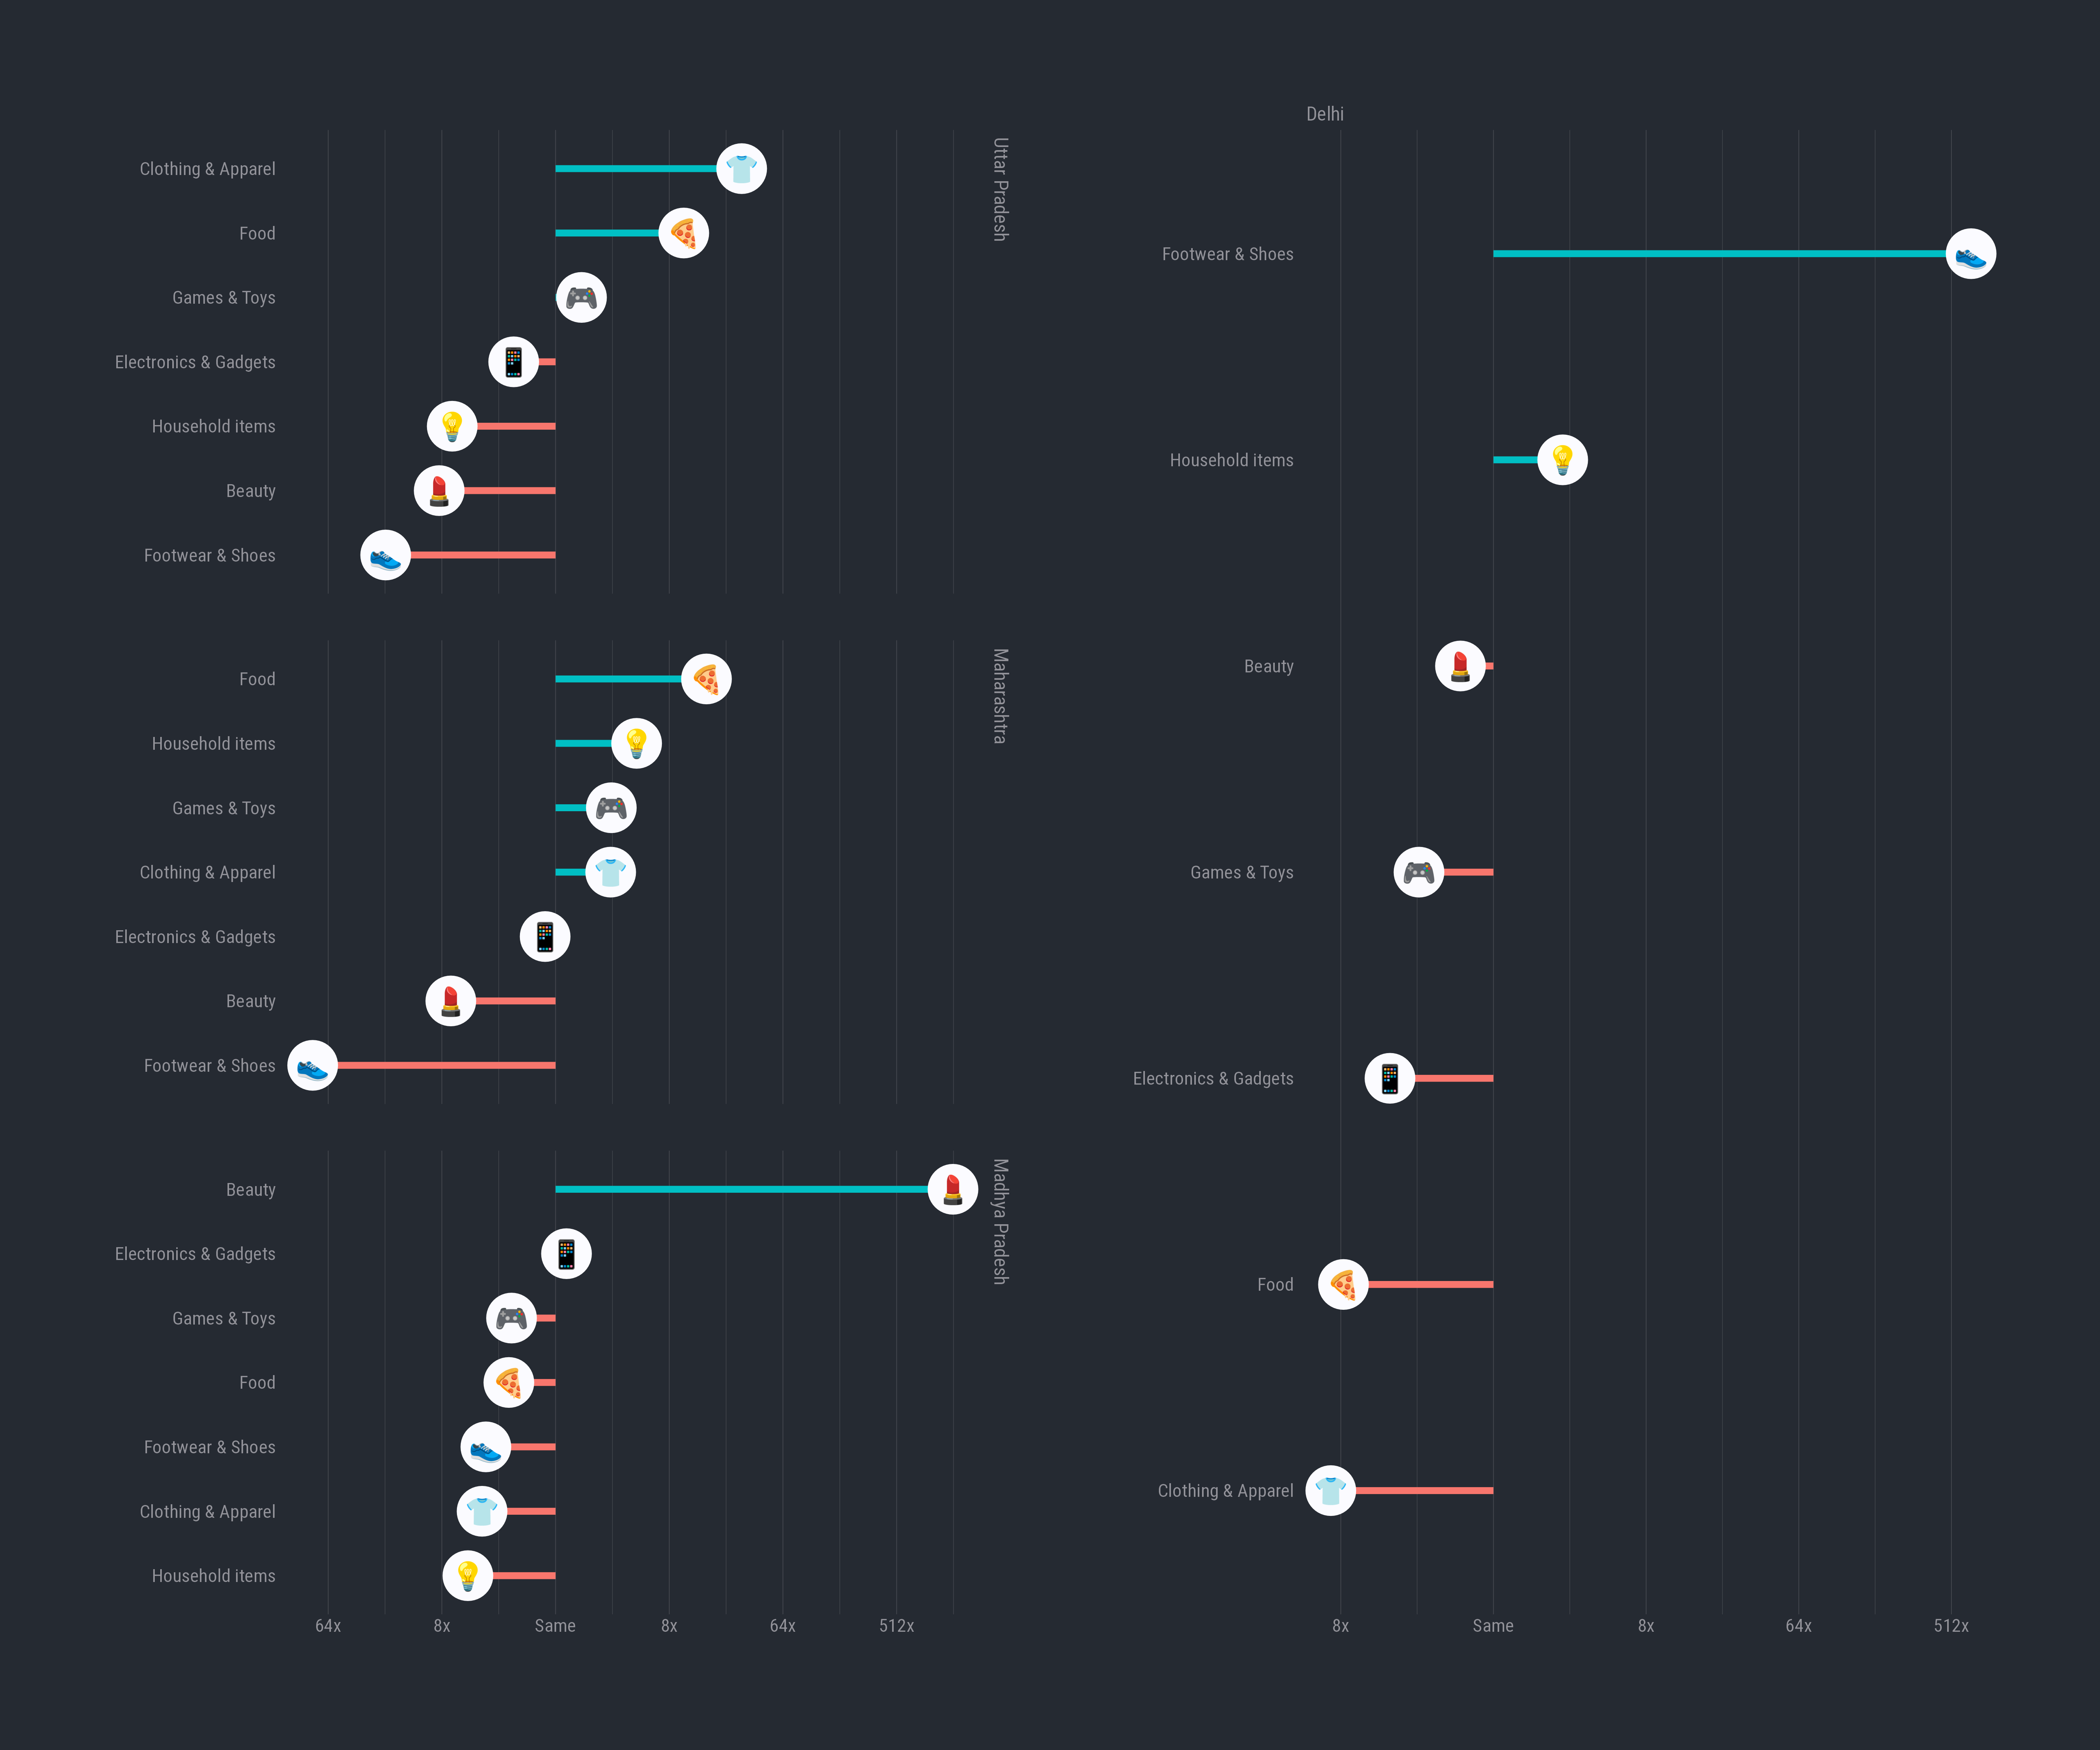 Uttar Pradesh
Clothing & Apparel
Food
Games & Toys
Electronics & Gadgets
Household items
Beauty
Footwear & Shoes
Maharashtra
Food
Household items
Games & Toys
Clothing & Apparel
Electronics & Gadgets
Beauty
Footwear & Shoes
Madhya Pradesh
Beauty
Electronics & Gadgets
Games & Toys
Food
Footwear & Shoes
Clothing & Apparel
Household items
64x 8x Same 8x 64x 512x
Delhi
Footwear & Shoes
Household items
Beauty
Games & Toys
Electronics & Gadgets
Food
Clothing & Apparel
8x Same 8x 64x 512x